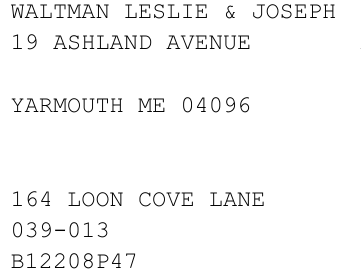 WALTMAN LESLIE & JOSEPH
19 ASHLAND AVENUE
YARMOUTH ME 04096
164 LOON COVE LANE
039-013
B12208P47